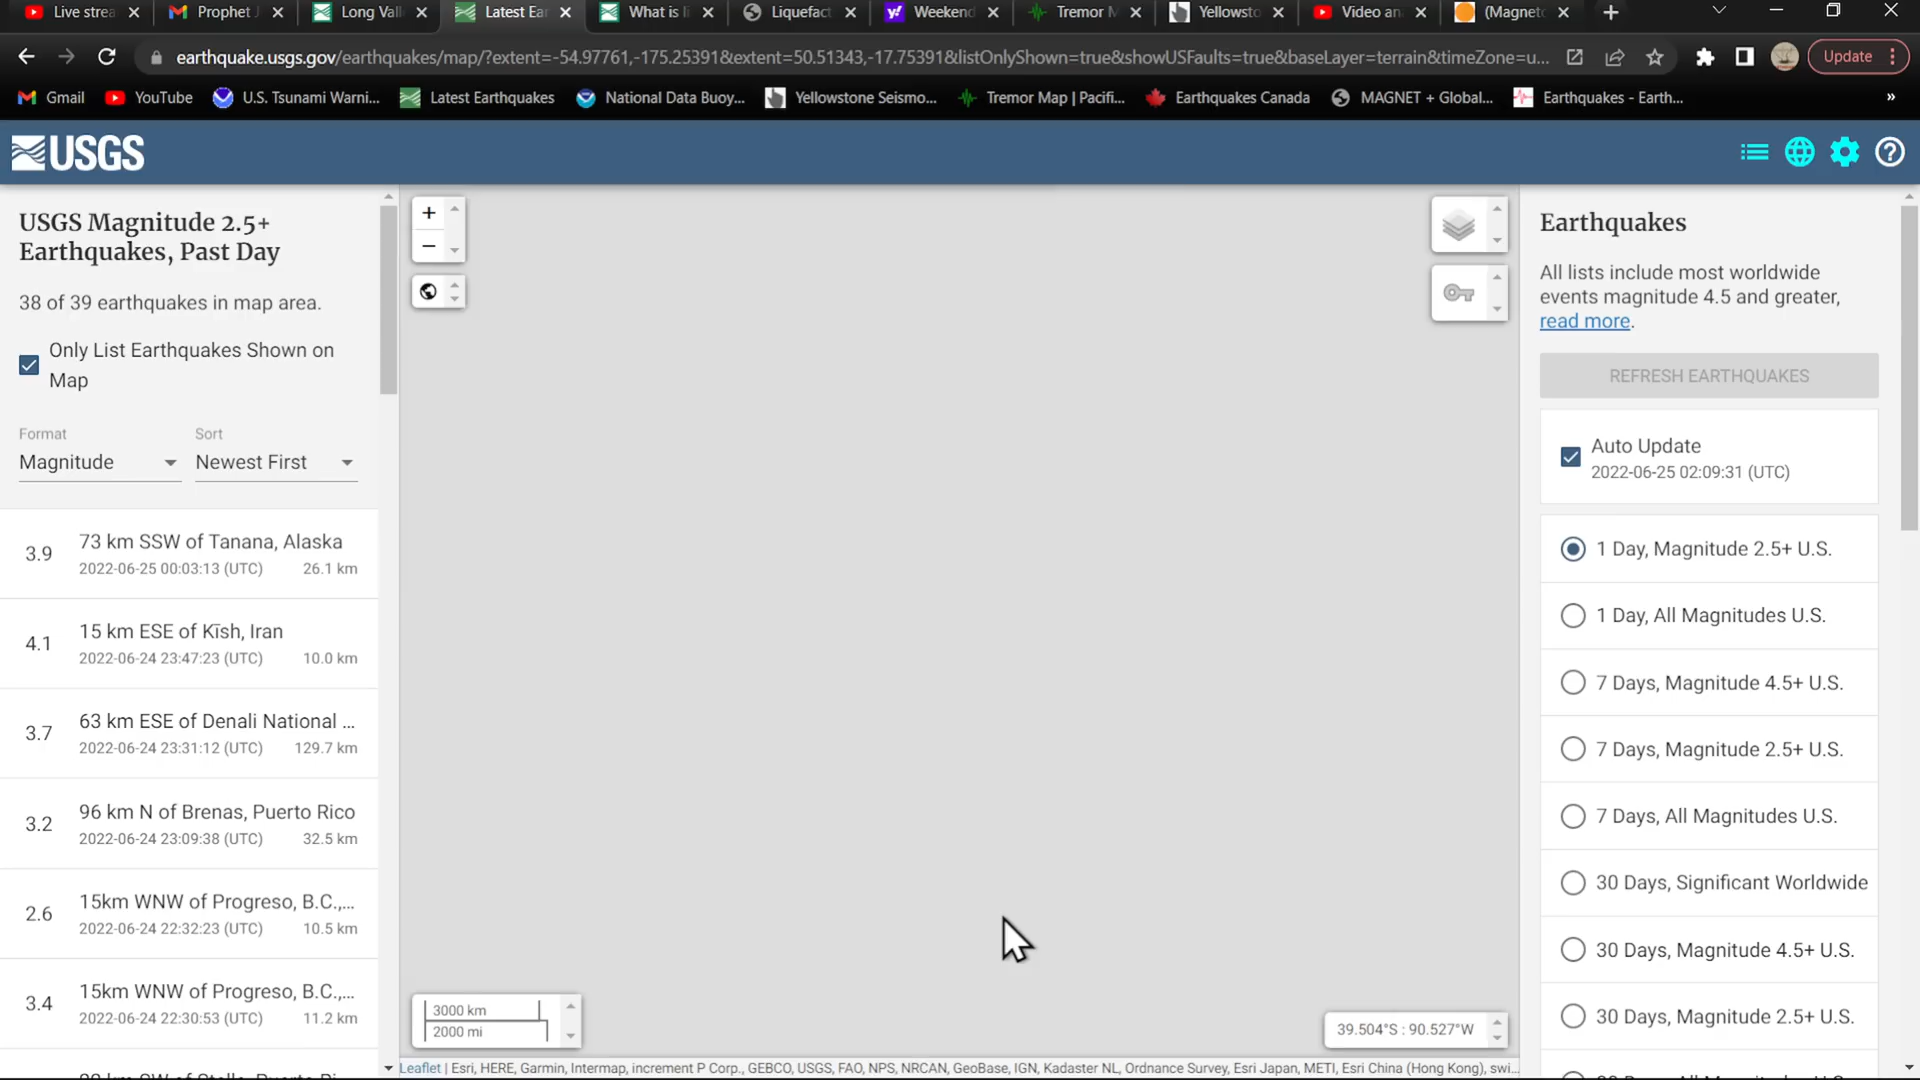 Live strea
Prophet J
Long Vall
Latest Ear
What is li
Liquefact
Weekend
Tremor M
Yellowsto
Video an
(Magneto
earthquake.usgs.gov/earthquakes/map/?extent=-54.97761,-175.25391&extent=50.51343,-17.75391&listOnlyShown=true&showUSFaults=true&baseLayer=terrain&timeZone=u...
Update
Gmail
YouTube
U.S. Tsunami Warni...
Latest Earthquakes
National Data Buoy...
Yellowstone Seismo...
Tremor Map | Pacifi...
Earthquakes Canada
MAGNET + Global...
Earthquakes - Earth...
»
USGS
USGS Magnitude 2.5+
Earthquakes, Past Day
38 of 39 earthquakes in map area.
Only List Earthquakes Shown on
Map
Format
Magnitude
Sort
Newest First
3.9
73 km SSW of Tanana, Alaska
2022-06-25 00:03:13 (UTC) 26.1 km
4.1
15 km ESE of Kīsh, Iran
2022-06-24 23:47:23 (UTC) 10.0 km
3.7
63 km ESE of Denali National ...
2022-06-24 23:31:12 (UTC) 129.7 km
3.2
96 km N of Brenas, Puerto Rico
2022-06-24 23:09:38 (UTC) 32.5 km
2.6
15km WNW of Progreso, B.C.,...
2022-06-24 22:32:23 (UTC) 10.5 km
3.4
15km WNW of Progreso, B.C.,...
2022-06-24 22:30:53 (UTC) 11.2 km
3000 km
2000 mi
39.504°S : 90.527°W
Leaflet | Esri, HERE, Garmin, Intermap, increment P Corp., GEBCO, USGS, FAO, NPS, NRCAN, GeoBase, IGN, Kadaster NL, Ordnance Survey, Esri Japan, METI, Esri China (Hong Kong), swi...
Earthquakes
All lists include most worldwide
events magnitude 4.5 and greater,
read more.
REFRESH EARTHQUAKES
Auto Update
2022-06-25 02:09:31 (UTC)
1 Day, Magnitude 2.5+ U.S.
1 Day, All Magnitudes U.S.
7 Days, Magnitude 4.5+ U.S.
7 Days, Magnitude 2.5+ U.S.
7 Days, All Magnitudes U.S.
30 Days, Significant Worldwide
30 Days, Magnitude 4.5+ U.S.
30 Days, Magnitude 2.5+ U.S.